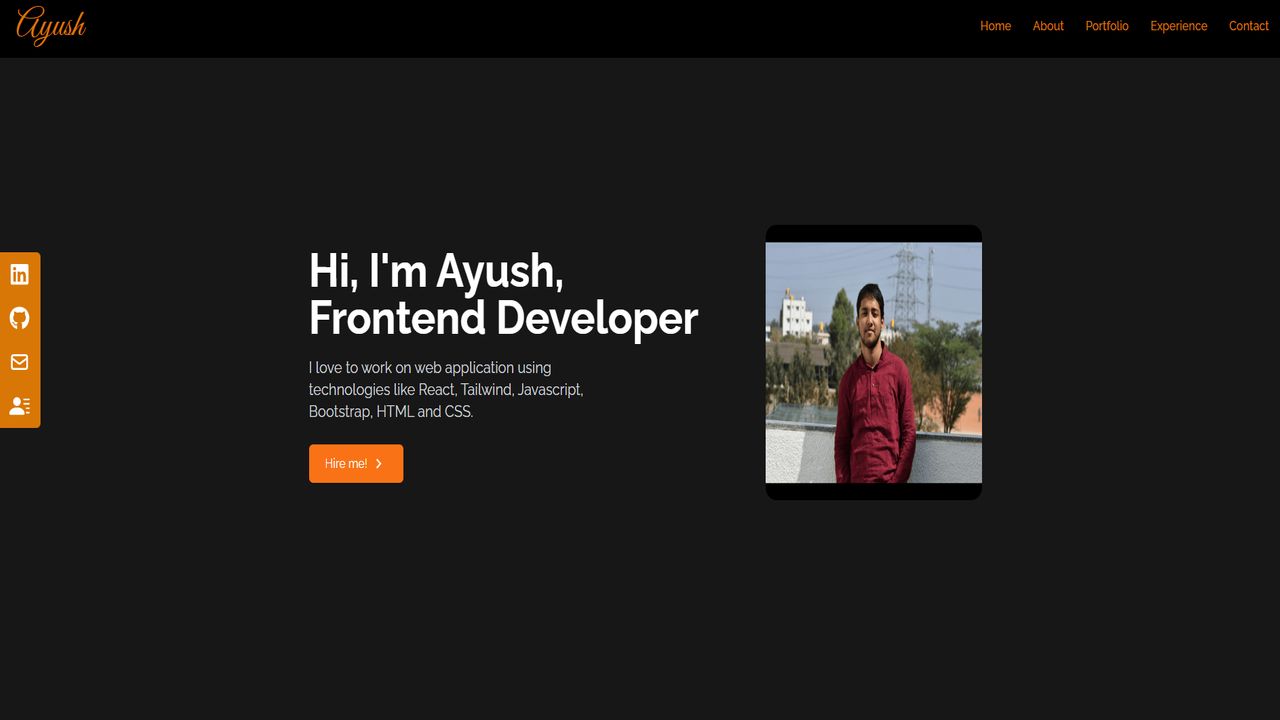 Ayush
Home About Portfolio Experience Contact
Hi, I'm Ayush,
Frontend Developer
I love to work on web application using
technologies like React, Tailwind, Javascript,
Bootstrap, HTML and CSS.
Hire me!
in